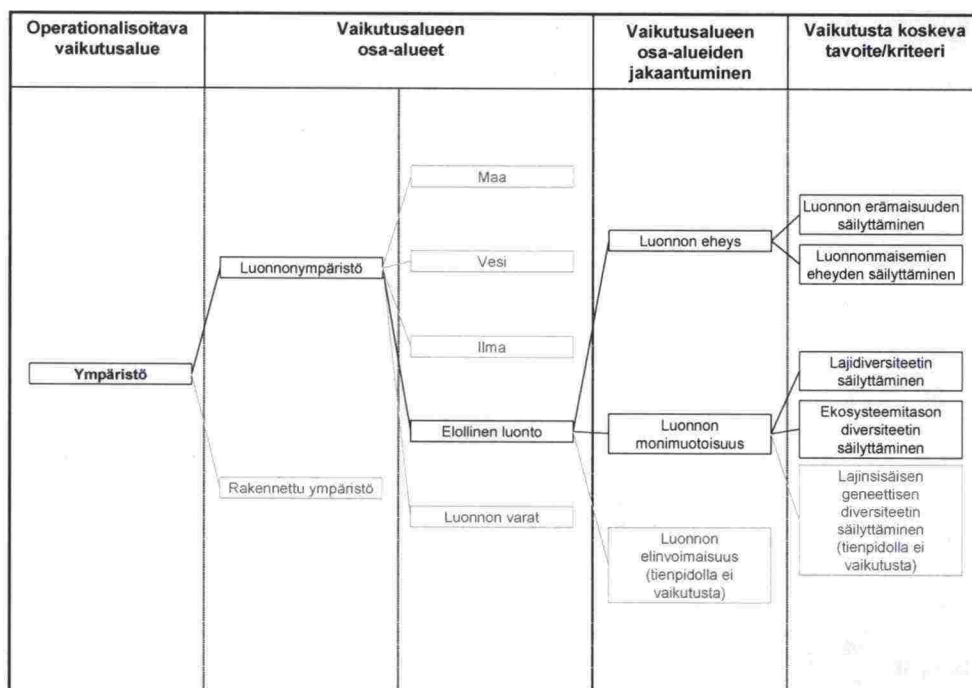 Operationalisoitava
vaikutusalue
Vaikutusalueen
osa-alueet
Vaikutusalueen
osa-alueiden
jakaantuminen
Vaikutusta koskeva
tavoite/kriteeri
Ympäristö
Luonnonympäristö
Rakennettu ympäristö
Maa
Vesi
Ilma
Elollinen luonto
Luonnon varat
Luonnon eheys
Luonnon
monimuotoisuus
Luonnon
elinvoimaisuus
(tienpidolla ei
vaikutusta)
Luonnon erämaisuuden
säilyttäminen
Luonnonmaisemien
eheyden säilyttäminen
Lajidiversiteetin
säilyttäminen
Ekosysteemitason
diversiteetin
säilyttäminen
Lajinsisäisen
geneettisen
diversiteetin
säilyttäminen
(tienpidolla ei
vaikutusta)